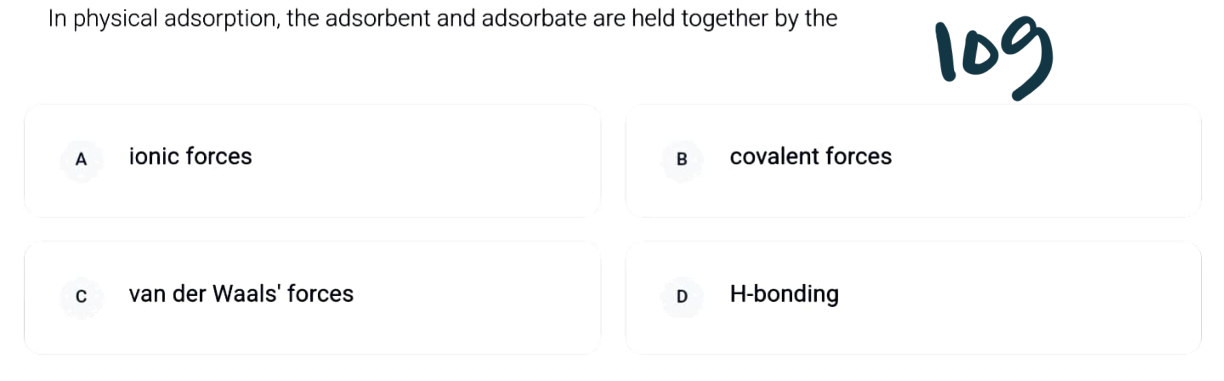 In physical adsorption, the adsorbent and adsorbate are held together by the
109
A ionic forces
B covalent forces
C van der Waals' forces
D H-bonding